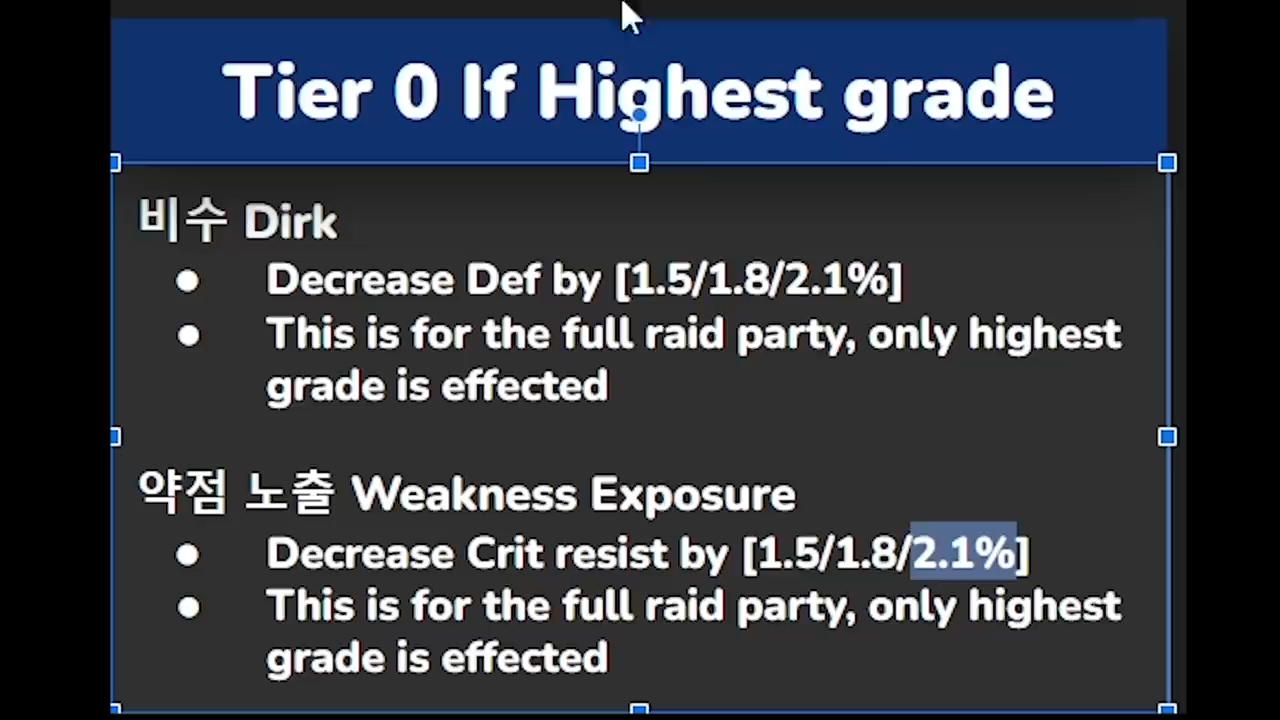 Tier 0 If Highest grade
비수 Dirk
● Decrease Def by [1.5/1.8/2.1%]
● This is for the full raid party, only highest
grade is effected
약점 노출 Weakness Exposure
● Decrease Crit resist by [1.5/1.8/2.1%]
● This is for the full raid party, only highest
grade is effected